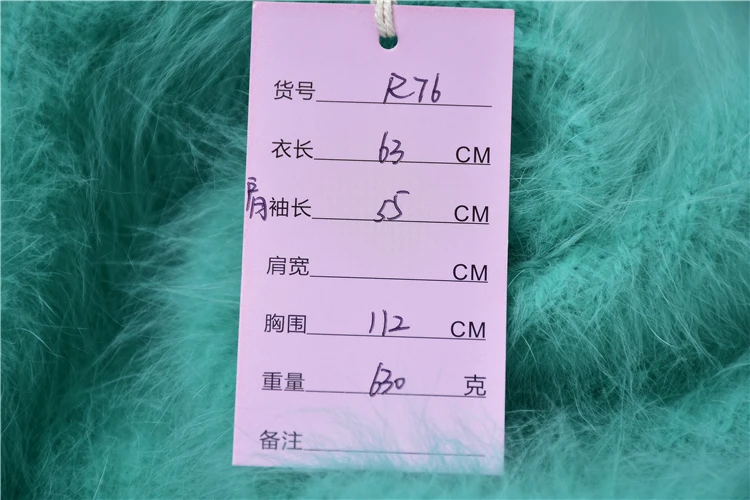 货号 R76
衣长 63 CM
肩袖长 55 CM
肩宽 CM
胸围 112 CM
重量 630 克
备注